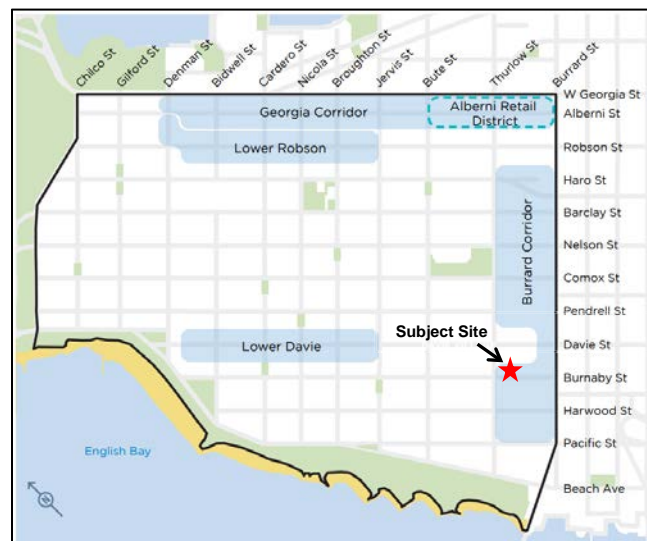 Chilco St
Gilford St
Denman St
Bidwell St
Cardero St
Nicola St
Broughton St
Jervis St
Bute St
Thurlow St
Burrard St
W Georgia St
Georgia Corridor
Alberni Retail
District
Alberni St
Lower Robson
Robson St
Haro St
Burrard Corridor
Barclay St
Nelson St
Comox St
Pendrell St
Subject Site
Lower Davie
Davie St
Burnaby St
Harwood St
Pacific St
English Bay
Beach Ave
N